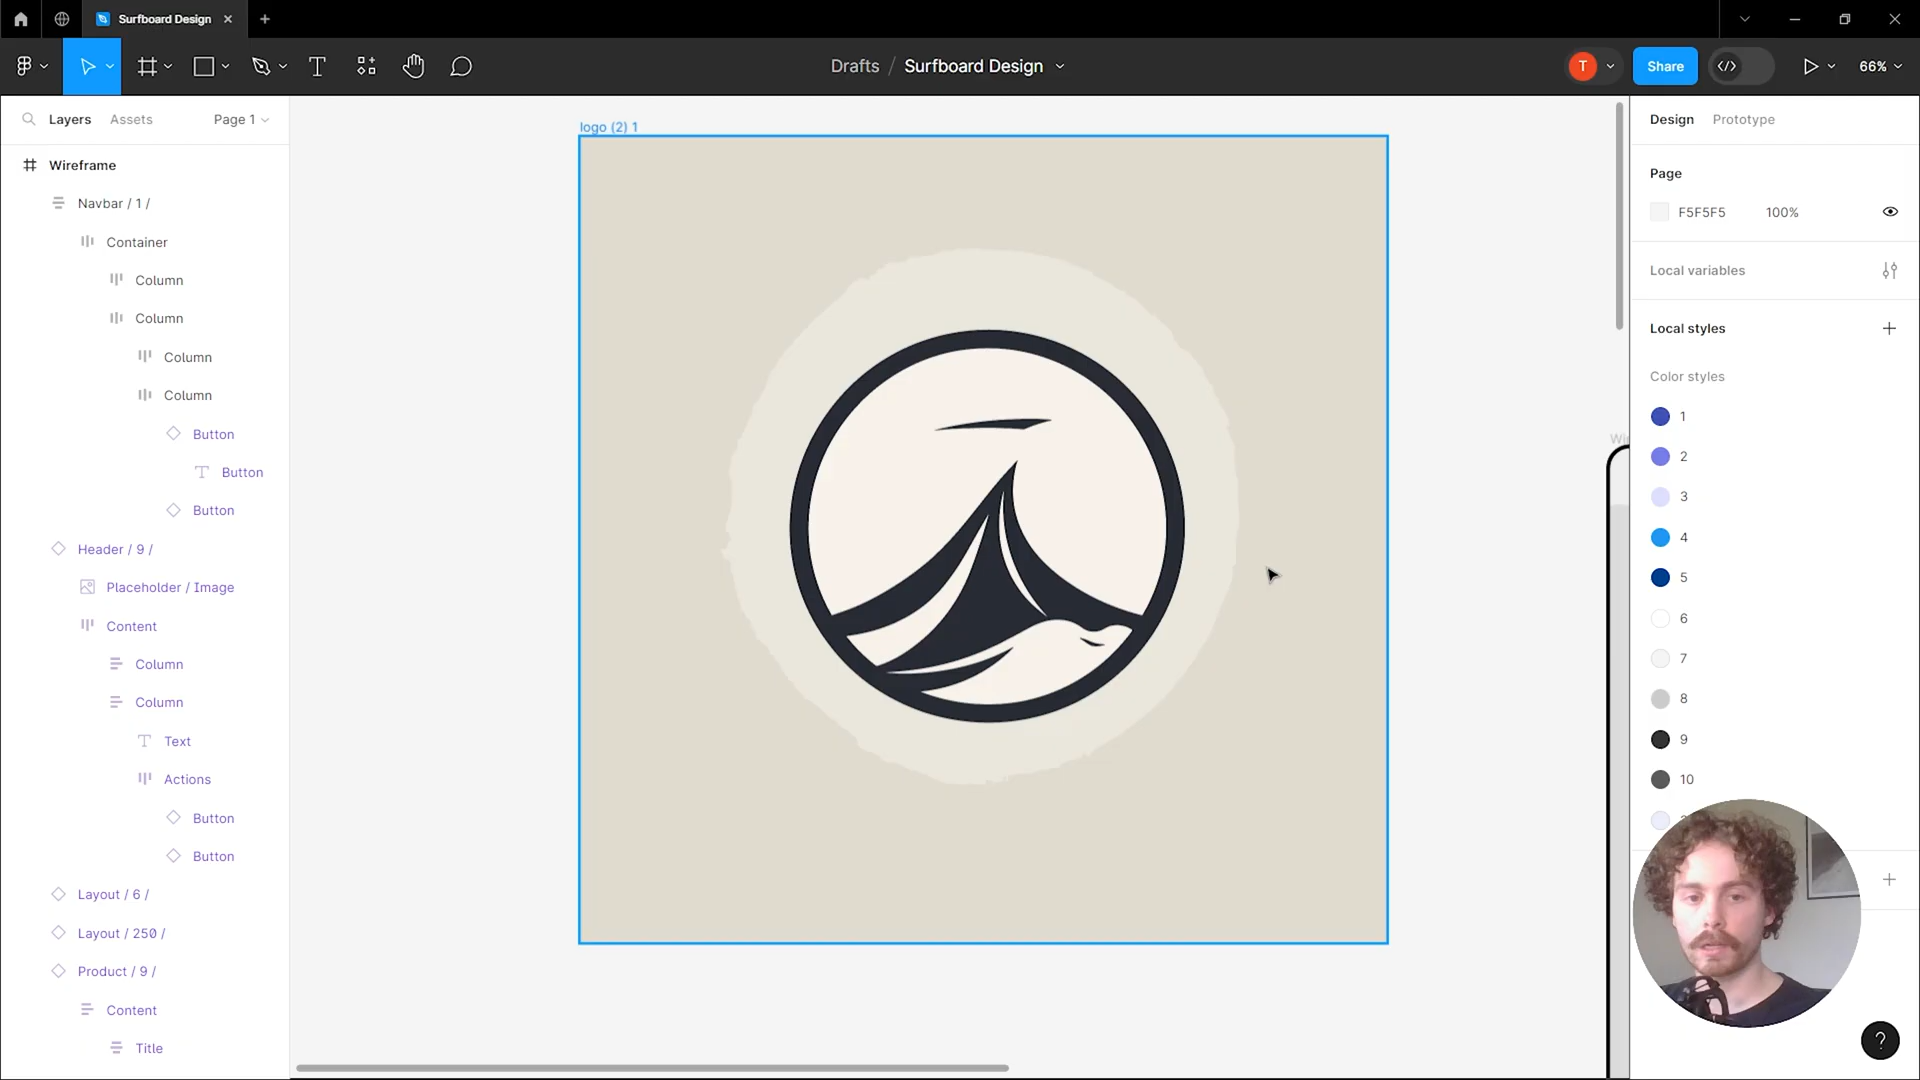 Surfboard Design
Drafts / Surfboard Design
T
Share
66%
Layers
Assets
Page 1
Design
Prototype
logo (2) 1
Wireframe
Page
Navbar / 1 /
F5F5F5
100%
Container
Local variables
Column
Column
Local styles
Column
Color styles
Column
1
Button
2
Button
3
Button
4
Header / 9 /
5
Placeholder / Image
Content
6
Column
7
Column
8
Text
9
Actions
10
Button
Button
Layout / 6 /
Layout / 250 /
Product / 9 /
Content
Title
?